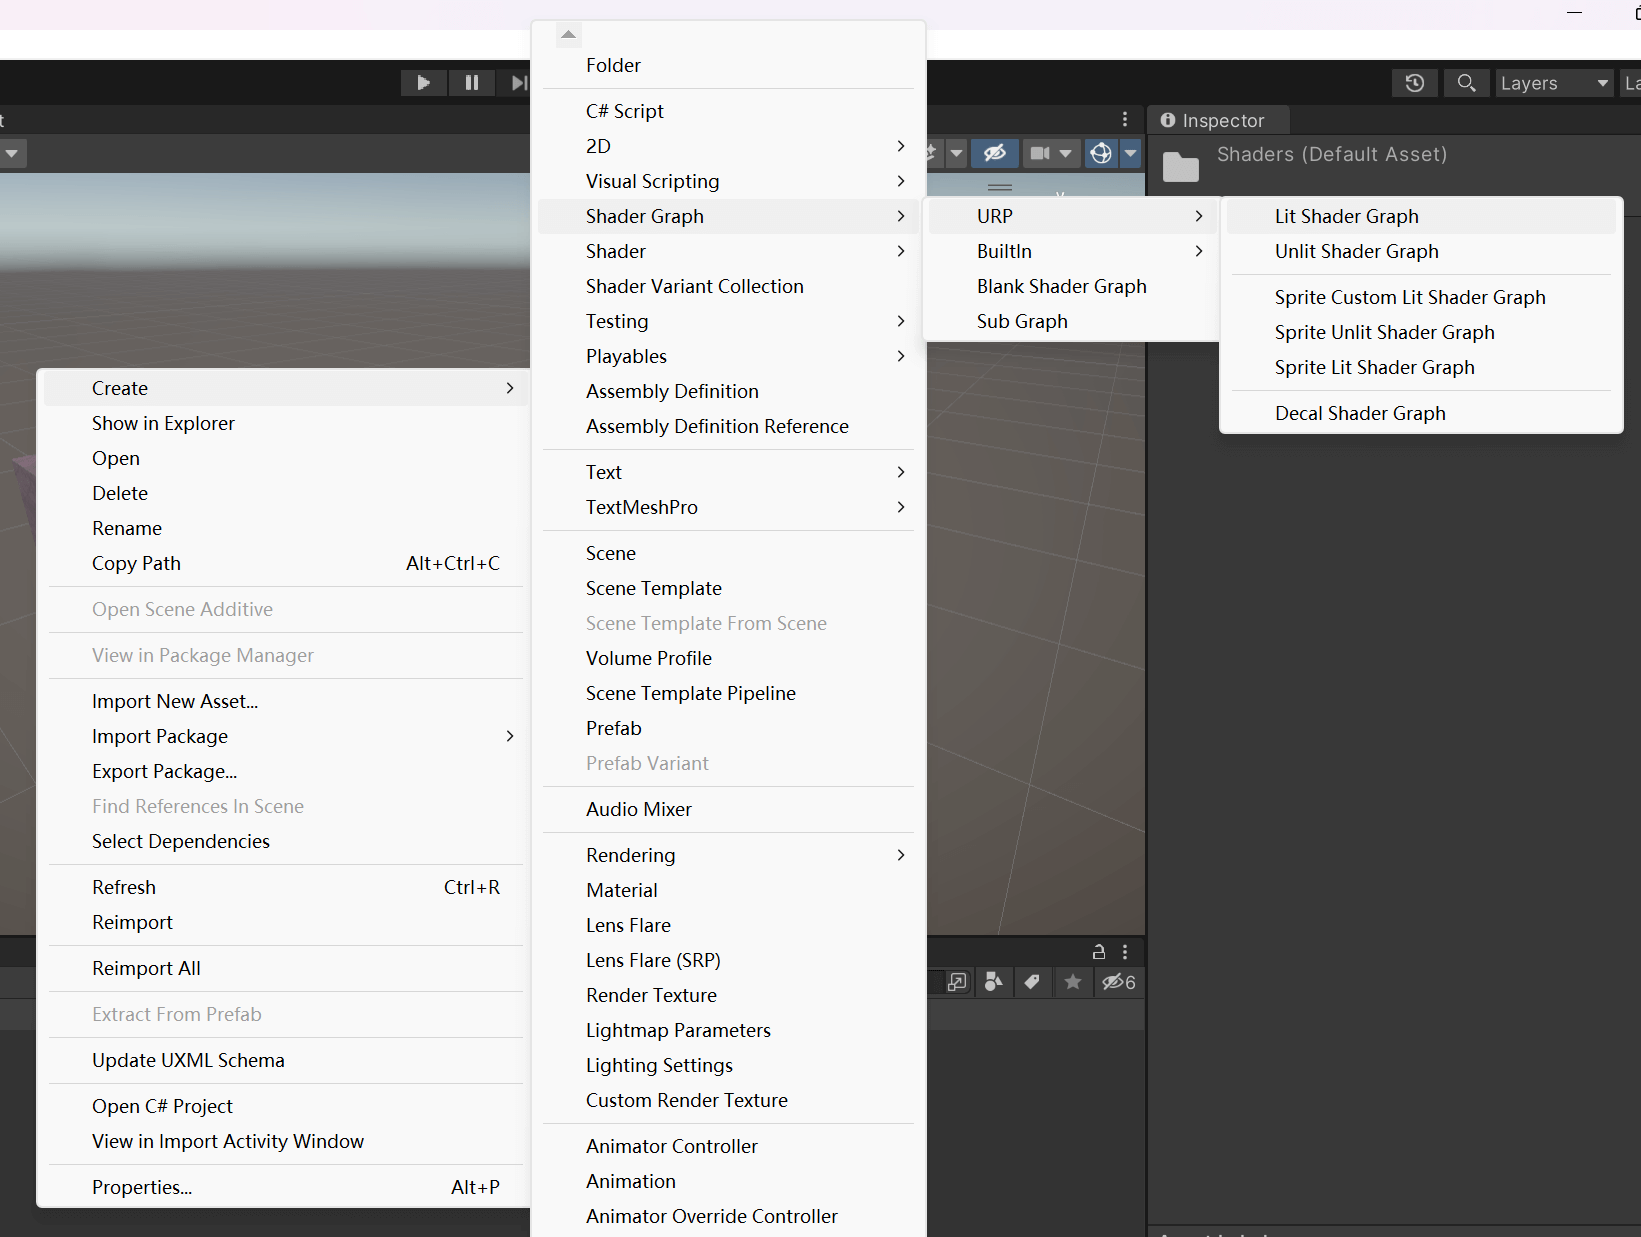 Layers
Inspector
Shaders (Default Asset)
Create
Show in Explorer
Open
Delete
Rename
Copy Path Alt+Ctrl+C
Open Scene Additive
View in Package Manager
Import New Asset...
Import Package
Export Package...
Find References In Scene
Select Dependencies
Refresh Ctrl+R
Reimport
Reimport All
Extract From Prefab
Update UXML Schema
Open C# Project
View in Import Activity Window
Properties... Alt+P
Folder
C# Script
2D
Visual Scripting
Shader Graph
Shader
Shader Variant Collection
Testing
Playables
Assembly Definition
Assembly Definition Reference
Text
TextMeshPro
Scene
Scene Template
Scene Template From Scene
Volume Profile
Scene Template Pipeline
Prefab
Prefab Variant
Audio Mixer
Rendering
Material
Lens Flare
Lens Flare (SRP)
Render Texture
Lightmap Parameters
Lighting Settings
Custom Render Texture
Animator Controller
Animation
Animator Override Controller
URP
BuiltIn
Blank Shader Graph
Sub Graph
Lit Shader Graph
Unlit Shader Graph
Sprite Custom Lit Shader Graph
Sprite Unlit Shader Graph
Sprite Lit Shader Graph
Decal Shader Graph
6